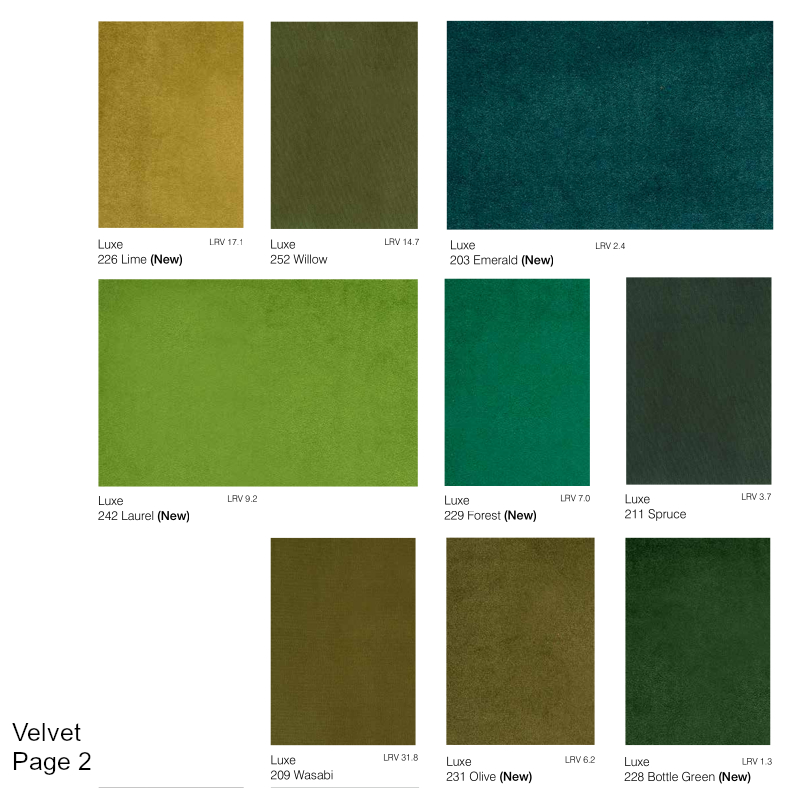 Luxe LRV 17.1
226 Lime (New)
Luxe LRV 14.7
252 Willow
Luxe LRV 2.4
203 Emerald (New)
Luxe LRV 9.2
242 Laurel (New)
Luxe LRV 7.0
229 Forest (New)
Luxe LRV 3.7
211 Spruce
Luxe LRV 31.8
209 Wasabi
Luxe LRV 6.2
231 Olive (New)
Luxe LRV 1.3
228 Bottle Green (New)
Velvet
Page 2